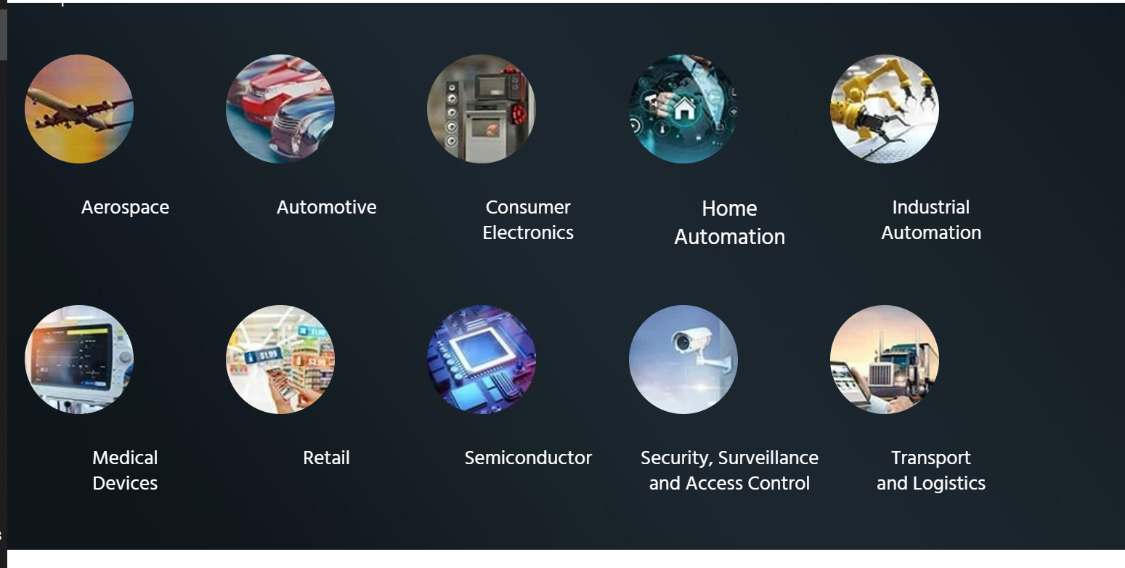 Aerospace
Automotive
Consumer
Electronics
Home
Automation
Industrial
Automation
Medical
Devices
Retail
Semiconductor
Security, Surveillance
and Access Control
Transport
and Logistics